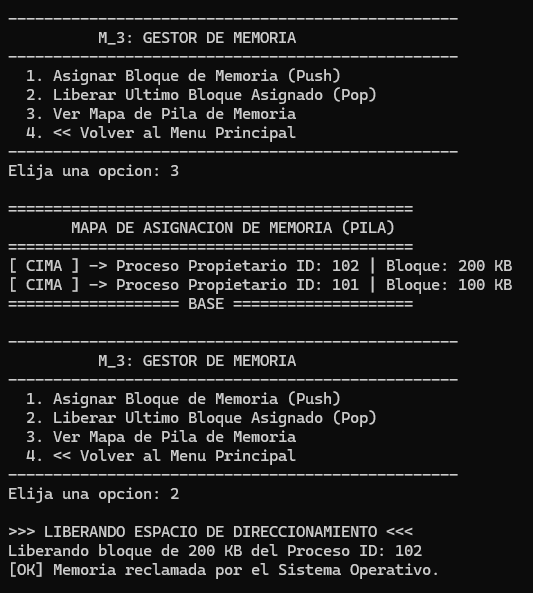 --------------------------------------------------
M_3: GESTOR DE MEMORIA
--------------------------------------------------
1. Asignar Bloque de Memoria (Push)
2. Liberar Ultimo Bloque Asignado (Pop)
3. Ver Mapa de Pila de Memoria
4. << Volver al Menu Principal
--------------------------------------------------
Elija una opcion: 3
=============================================
MAPA DE ASIGNACION DE MEMORIA (PILA)
=============================================
[ CIMA ] -> Proceso Propietario ID: 102 | Bloque: 200 KB
[ CIMA ] -> Proceso Propietario ID: 101 | Bloque: 100 KB
=================== BASE ====================
--------------------------------------------------
M_3: GESTOR DE MEMORIA
--------------------------------------------------
1. Asignar Bloque de Memoria (Push)
2. Liberar Ultimo Bloque Asignado (Pop)
3. Ver Mapa de Pila de Memoria
4. << Volver al Menu Principal
--------------------------------------------------
Elija una opcion: 2
>>> LIBERANDO ESPACIO DE DIRECCIONAMIENTO <<<
Liberando bloque de 200 KB del Proceso ID: 102
[OK] Memoria reclamada por el Sistema Operativo.